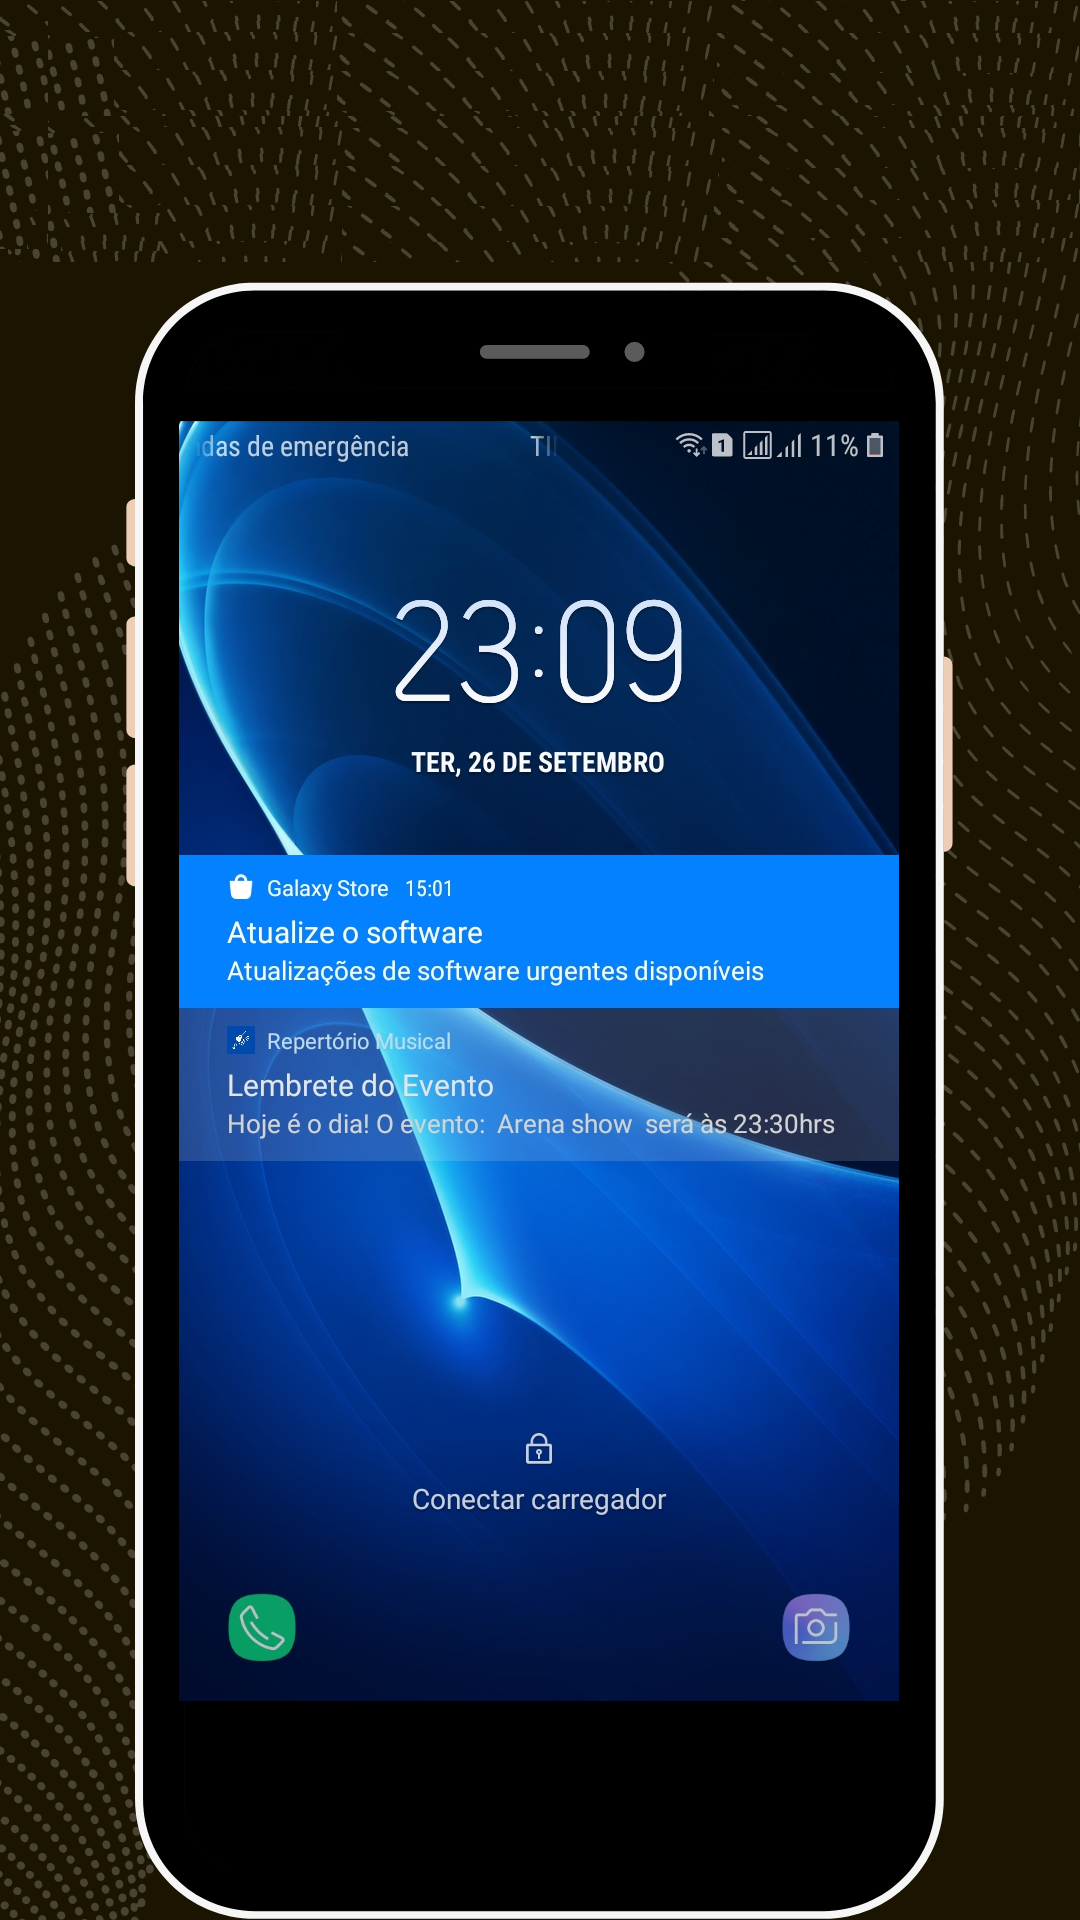 das de emergência TI 1 11%
23:09
TER, 26 DE SETEMBRO
Galaxy Store 15:01
Atualize o software
Atualizações de software urgentes disponíveis
Repertório Musical
Lembrete do Evento
Hoje é o dia! O evento: Arena show será às 23:30hrs
Conectar carregador